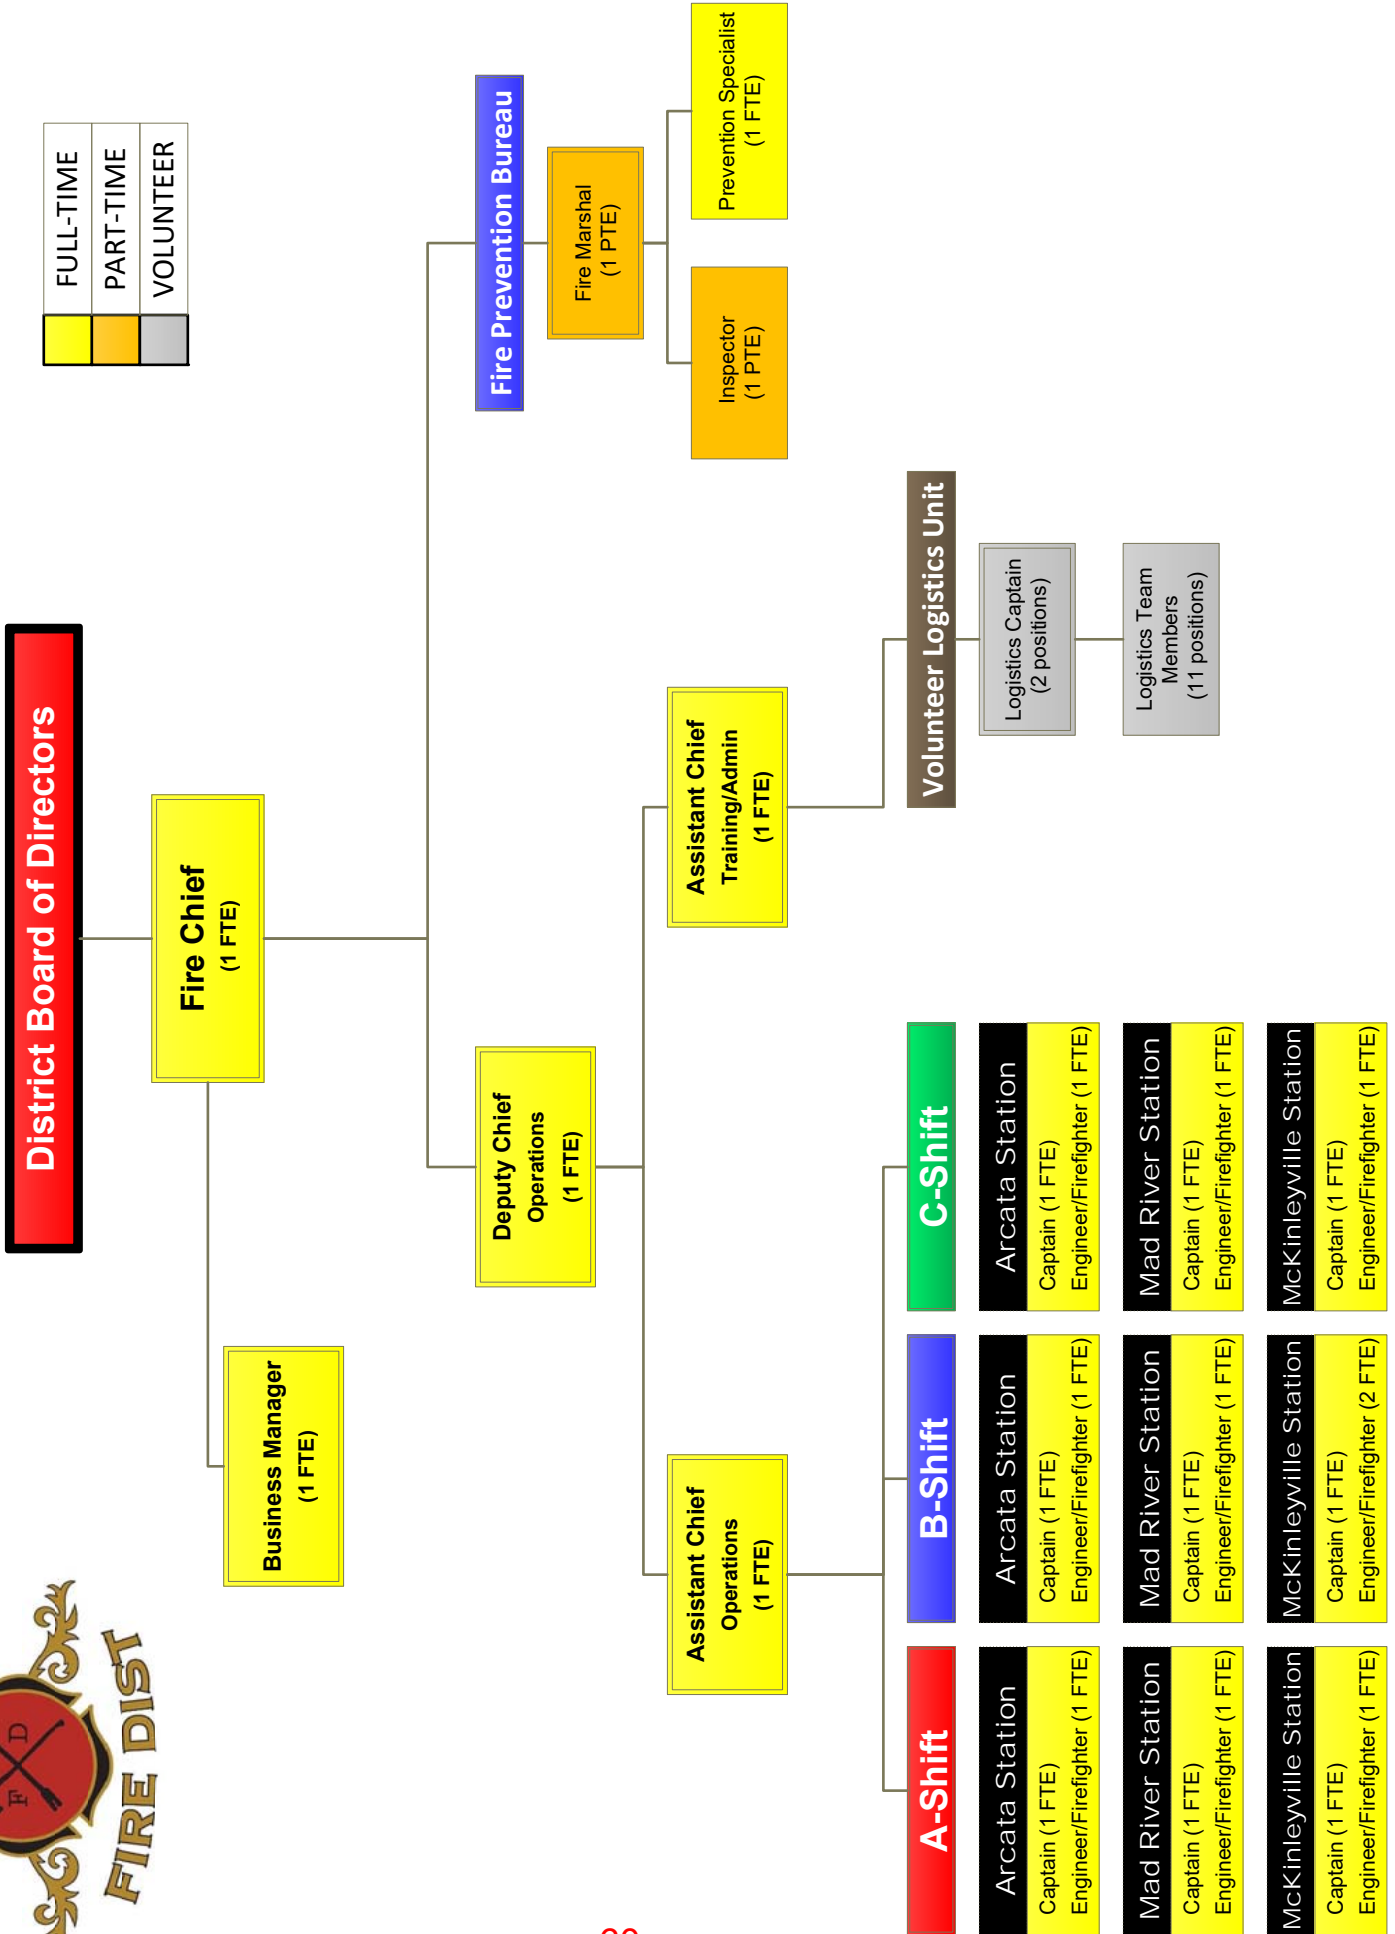 F D
FIRE DIST
District Board of Directors
FULL-TIME
PART-TIME
VOLUNTEER
Fire Chief
(1 FTE)
Business Manager
(1 FTE)
Deputy Chief
Operations
(1 FTE)
Fire Prevention Bureau
Fire Marshal
(1 PTE)
Inspector
(1 PTE)
Prevention Specialist
(1 FTE)
Assistant Chief
Operations
(1 FTE)
Assistant Chief
Training/Admin
(1 FTE)
A-Shift
Arcata Station
Captain (1 FTE)
Engineer/Firefighter (1 FTE)
Mad River Station
Captain (1 FTE)
Engineer/Firefighter (1 FTE)
McKinleyville Station
Captain (1 FTE)
Engineer/Firefighter (1 FTE)
B-Shift
Arcata Station
Captain (1 FTE)
Engineer/Firefighter (1 FTE)
Mad River Station
Captain (1 FTE)
Engineer/Firefighter (1 FTE)
McKinleyville Station
Captain (1 FTE)
Engineer/Firefighter (2 FTE)
C-Shift
Arcata Station
Captain (1 FTE)
Engineer/Firefighter (1 FTE)
Mad River Station
Captain (1 FTE)
Engineer/Firefighter (1 FTE)
McKinleyville Station
Captain (1 FTE)
Engineer/Firefighter (1 FTE)
Volunteer Logistics Unit
Logistics Captain
(2 positions)
Logistics Team
Members
(11 positions)